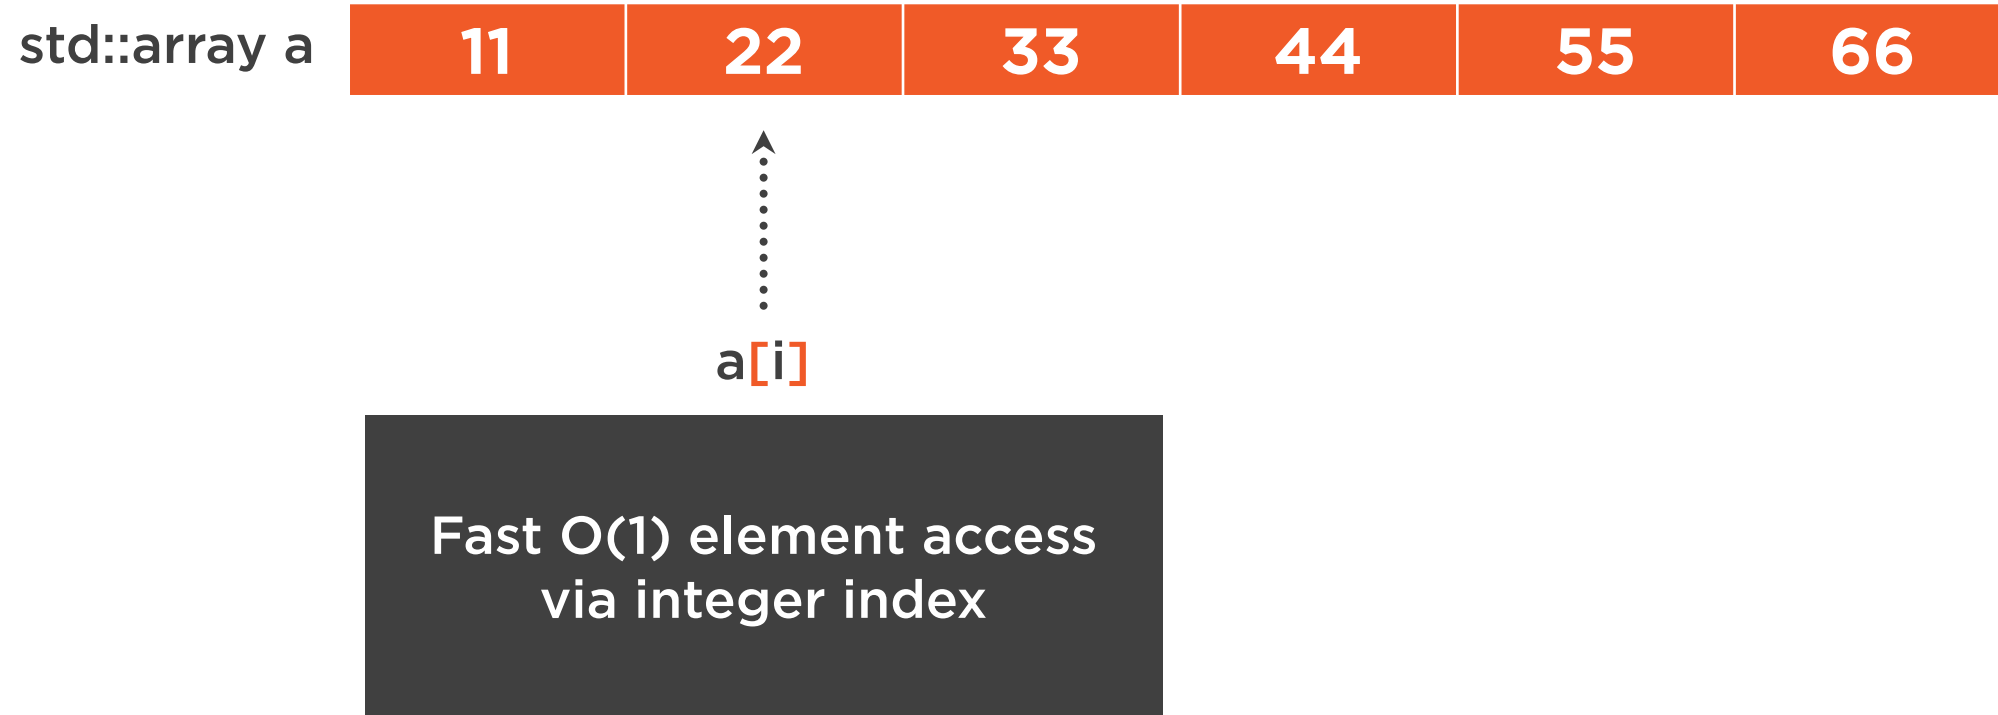 std::array a 11 22 33 44 55 66
a[i]
Fast O(1) element access
via integer index